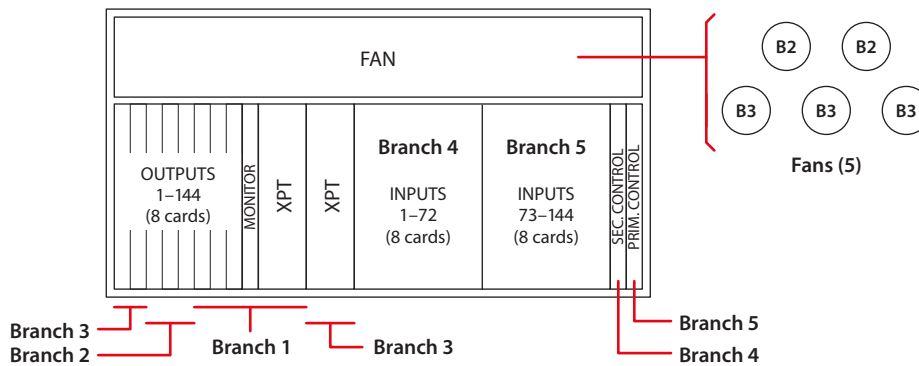 FAN
B2
B2
B3
B3
B3
Fans (5)
OUTPUTS
1–144
(8 cards)
MONITOR
XPT
XPT
Branch 4
INPUTS
1–72
(8 cards)
Branch 5
INPUTS
73–144
(8 cards)
SEC. CONTROL
PRIM. CONTROL
Branch 3
Branch 2
Branch 1
Branch 3
Branch 5
Branch 4